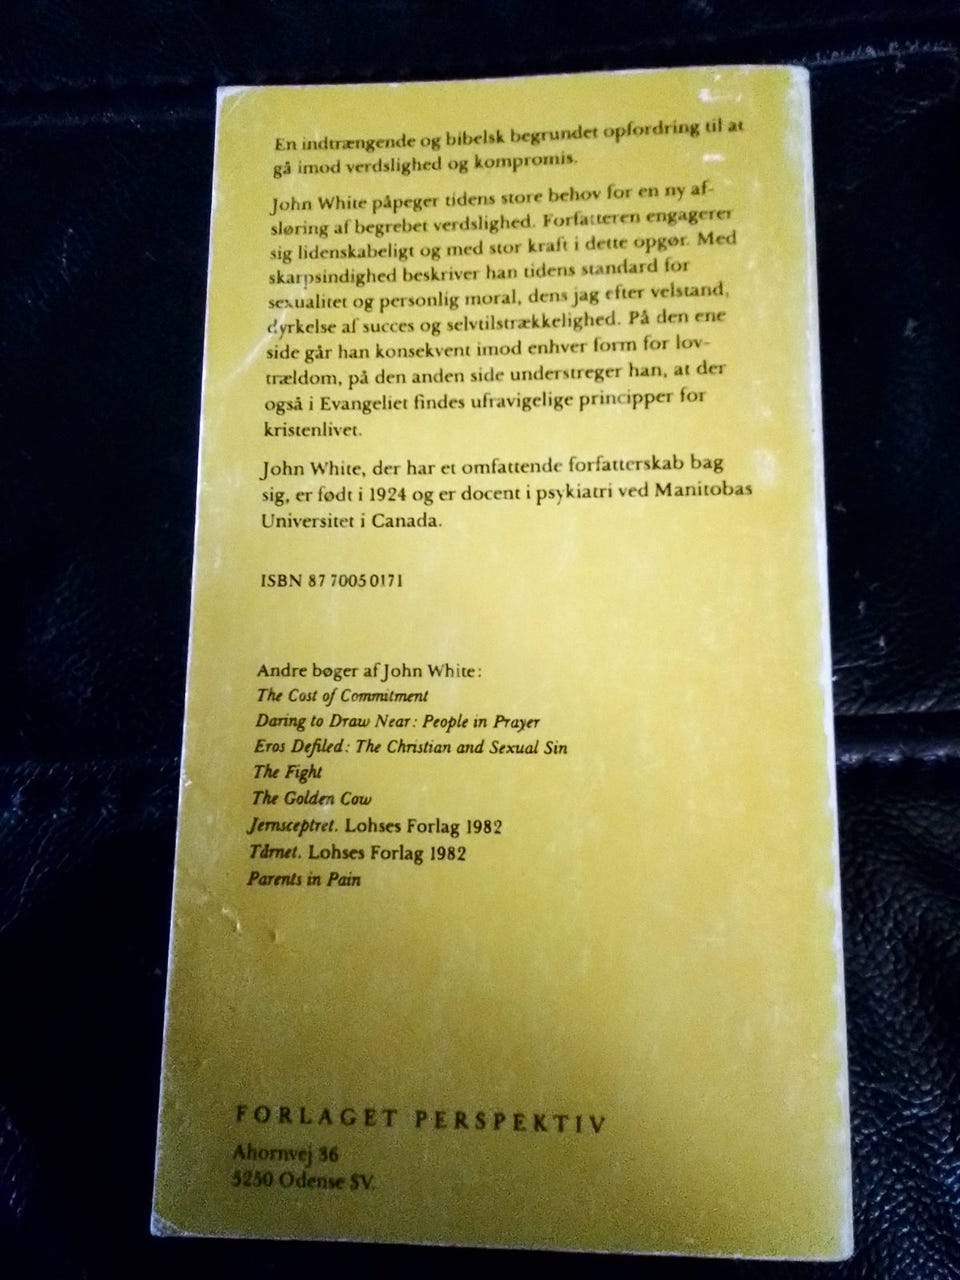 En indtrængende og bibelsk begrundet opfordring til at
gå imod verdslighed og kompromis.
John White påpeger tidens store behov for en ny af-
sløring af begrebet verdslighed. Forfatteren engagerer
sig lidenskabeligt og med stor kraft i dette opgør. Med
skarpsindighed beskriver han tidens standard for
sexualitet og personlig moral, dens jag efter velstand,
dyrkelse af succes og selvtilstrækkelighed. På den ene
side går han konsekvent imod enhver form for lov-
trældom, på den anden side understreger han, at der
også i Evangeliet findes ufravigelige principper for
kristenlivet.
John White, der har et omfattende forfatterskab bag
sig, er født i 1924 og er docent i psykiatri ved Manitobas
Universitet i Canada.
ISBN 87 7005 0171
Andre bøger af John White:
The Cost of Commitment
Daring to Draw Near: People in Prayer
Eros Defiled: The Christian and Sexual Sin
The Fight
The Golden Cow
Jernsceptret. Lohses Forlag 1982
Tårnet. Lohses Forlag 1982
Parents in Pain
FORLAGET PERSPEKTIV
Ahornvej 36
5250 Odense SV.